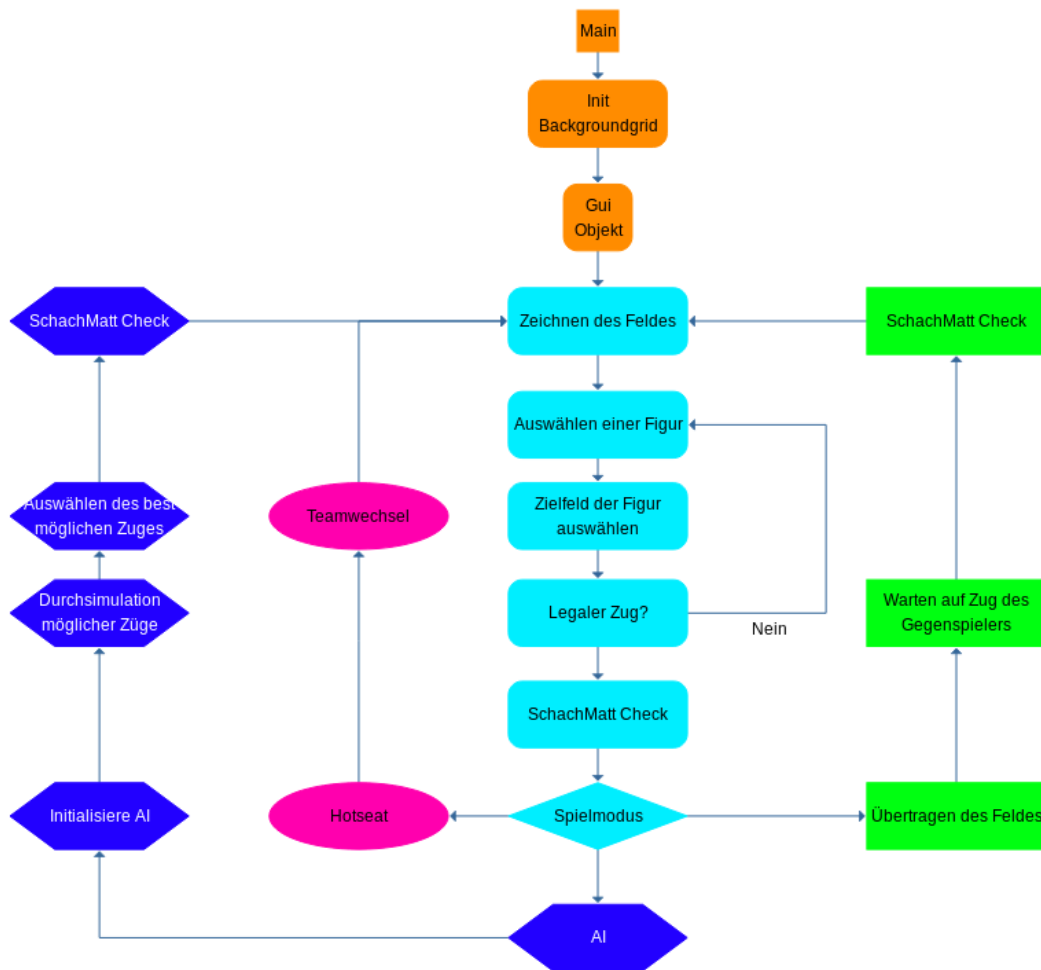 Main
Init
Backgroundgrid
Gui
Objekt
SchachMatt Check
Zeichnen des Feldes
SchachMatt Check
Auswählen einer Figur
Auswählen des best
möglichen Zuges
Teamwechsel
Zielfeld der Figur
auswählen
Durchsimulation
möglicher Züge
Legaler Zug?
Nein
Warten auf Zug des
Gegenspielers
SchachMatt Check
Initialisiere AI
Hotseat
Spielmodus
Übertragen des Feldes
AI